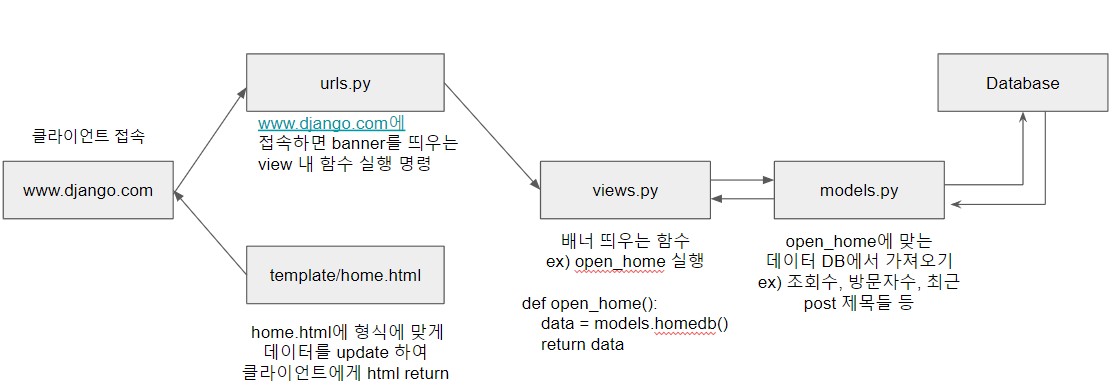 클라이언트 접속
www.django.com
urls.py
www.django.com에
접속하면 banner를 띄우는
view 내 함수 실행 명령
template/home.html
home.html에 형식에 맞게
데이터를 update 하여
클라이언트에게 html return
views.py
배너 띄우는 함수
ex) open_home 실행
def open_home():
data = models.homedb()
return data
models.py
open_home에 맞는
데이터 DB에서 가져오기
ex) 조회수, 방문자수, 최근
post 제목들 등
Database